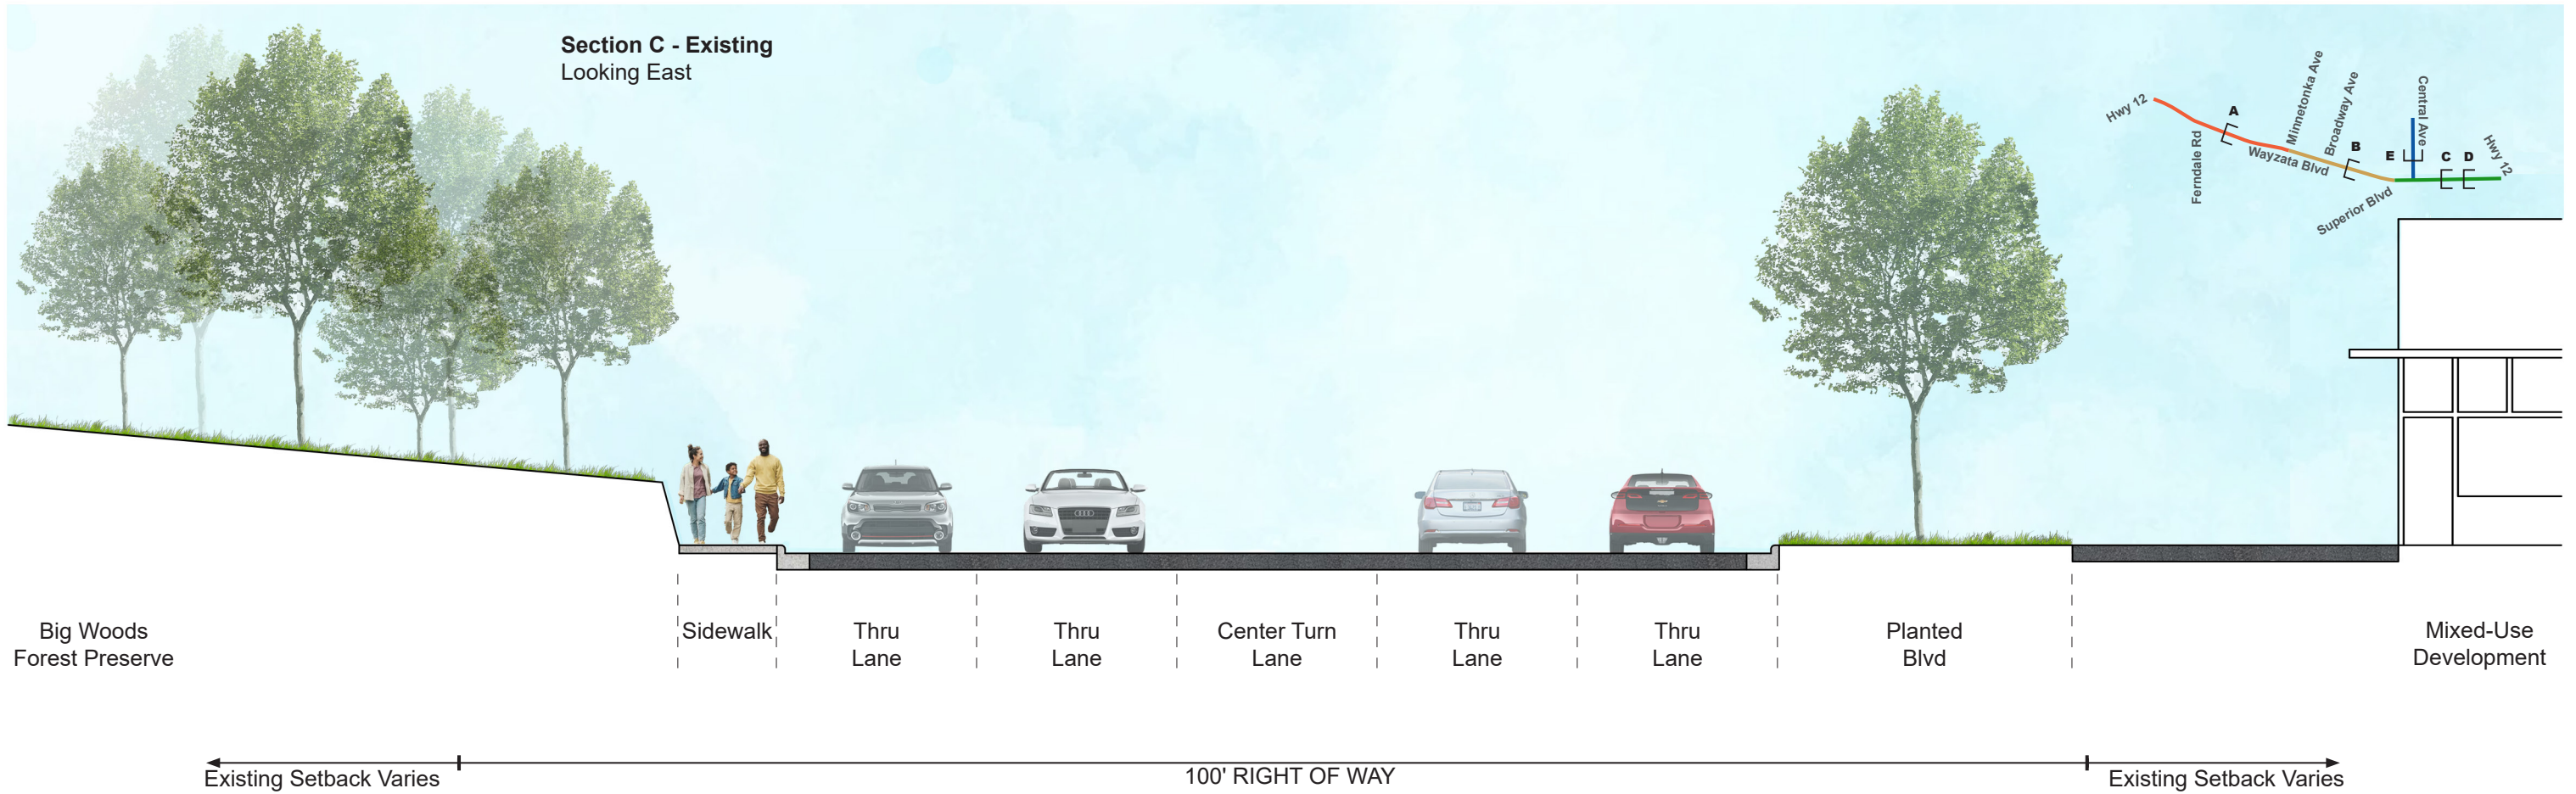 Section C - Existing
Looking East
Hwy 12
Ferndale Rd
A
Wayzata Blvd
Minnetonka Ave
Broadway Ave
B
Superior Blvd
E
Central Ave
C
D
Hwy 12
Big Woods
Forest Preserve
Sidewalk
Thru
Lane
Thru
Lane
Center Turn
Lane
Thru
Lane
Thru
Lane
Planted
Blvd
Mixed-Use
Development
Existing Setback Varies
100' RIGHT OF WAY
Existing Setback Varies